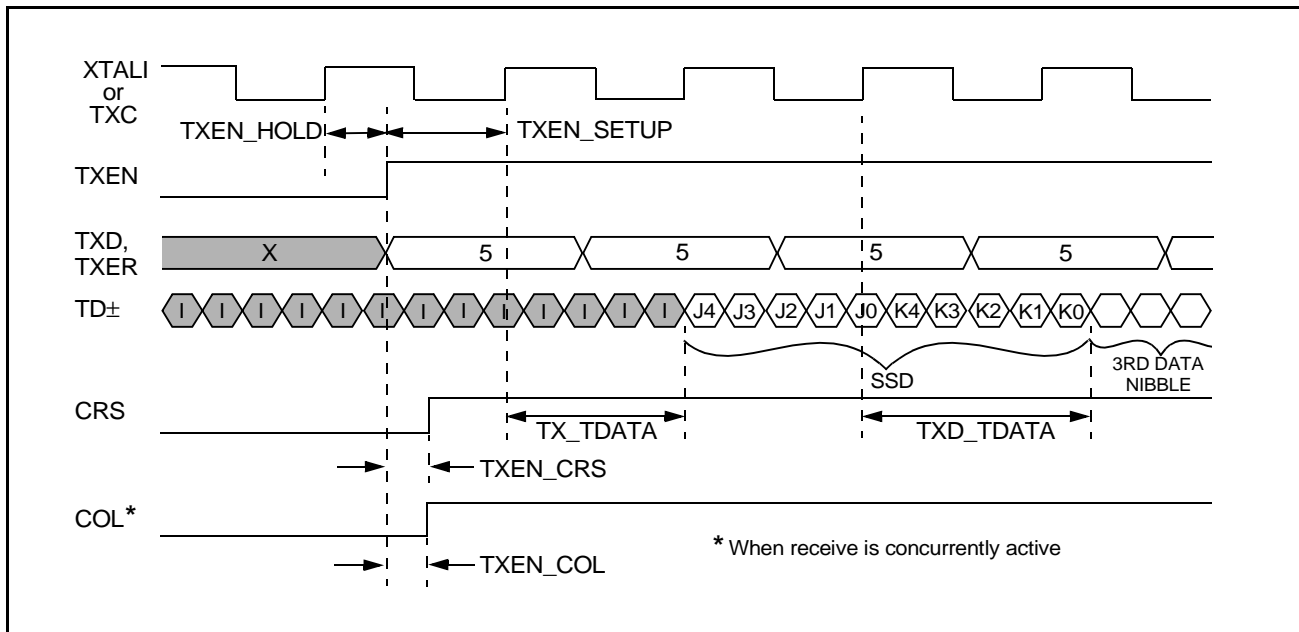 XTALI
or
TXC
TXEN_HOLD TXEN_SETUP
TXEN
TXD,
TXER
X 5 5 5 5
TD± I I I I I I I I I I I I I J4 J3 J2 J1 J0 K4 K3 K2 K1 K0
SSD
3RD DATA
NIBBLE
CRS
TX_TDATA TXD_TDATA
TXEN_CRS
COL*
* When receive is concurrently active
TXEN_COL